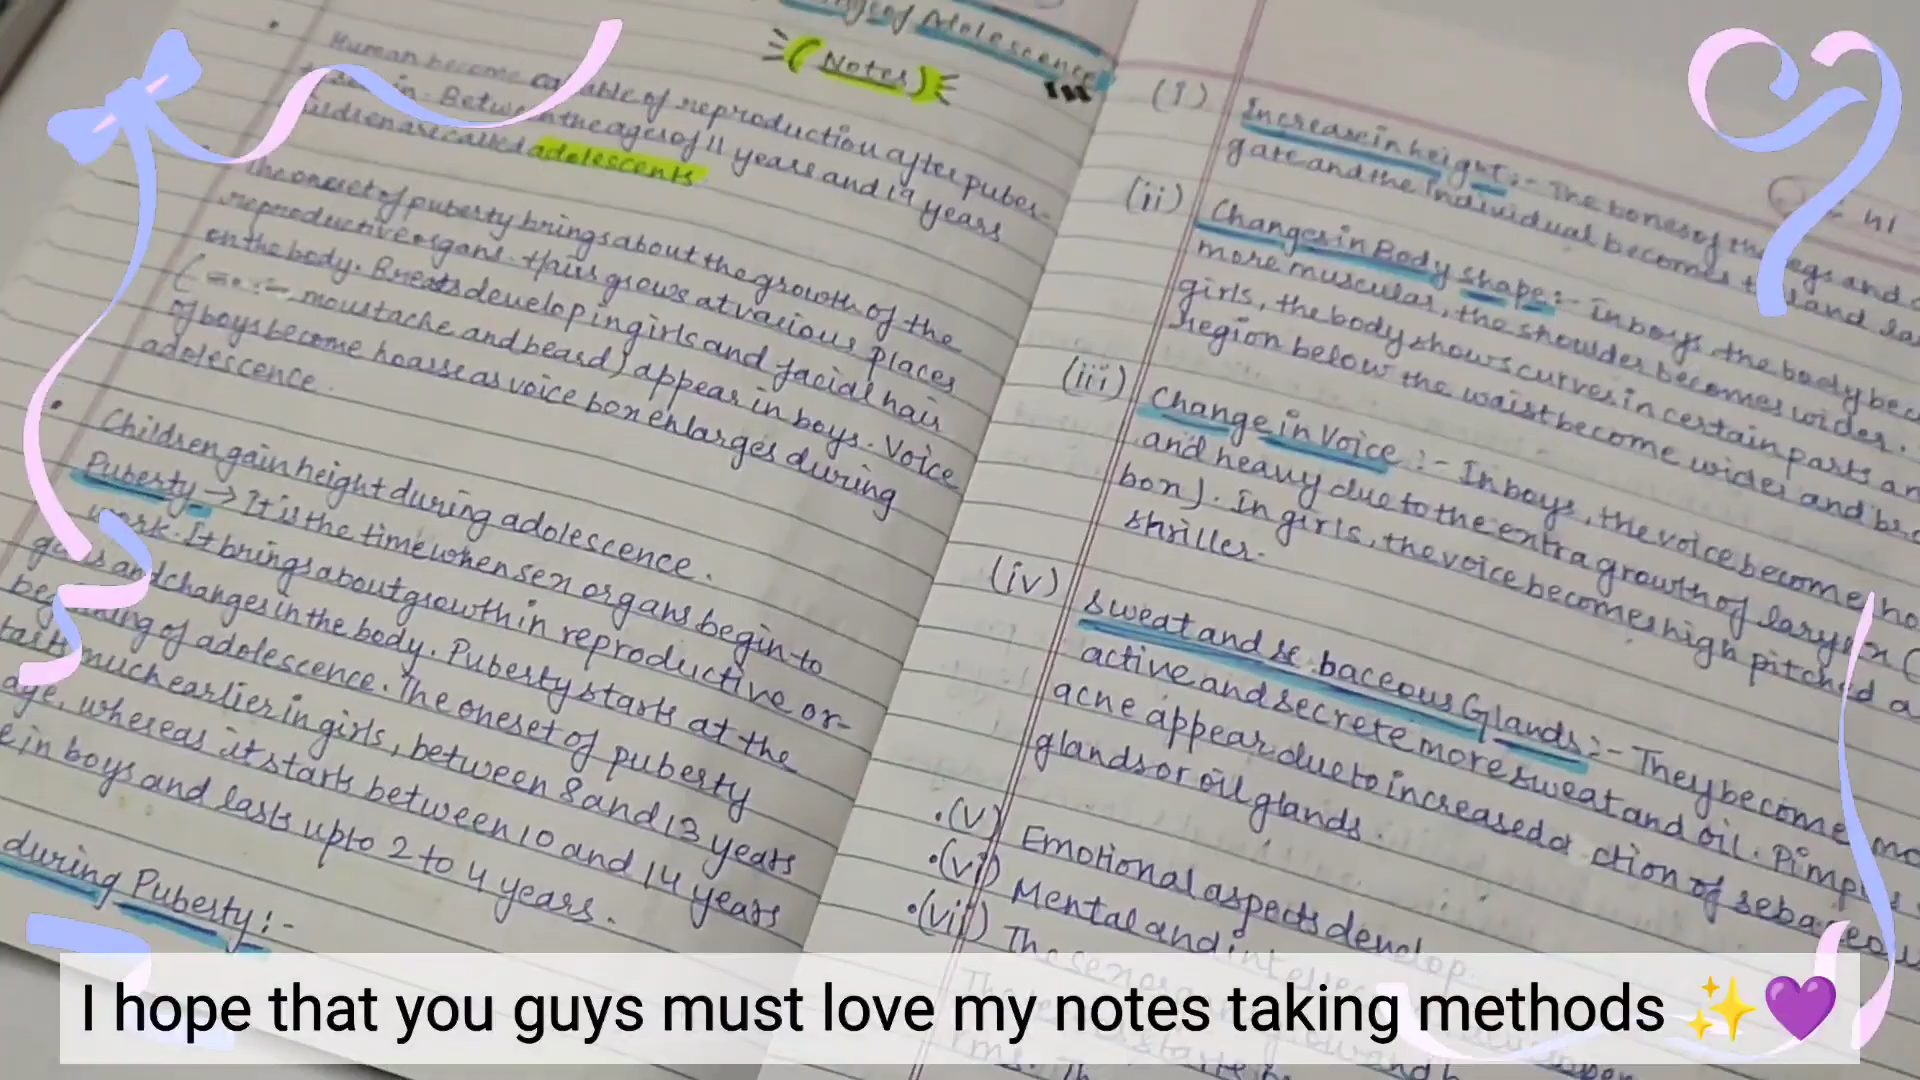 of Adolescence
(Notes)
Human become capable of reproduction after puber-
in. Between the ages of 11 years and 19 years
children are called adolescents.
The onset of puberty brings about the growth of the
reproductive organs. Hair grows at various places
on the body. Breats develop in girls and facial hair
moustache and beard) appear in boys. Voice
of boys become hoarse as voice box enlarges during
adolescence.
• Children gain height during adolescence.
Puberty → It is the time when sex organs begin to
work. It brings about growth in reproductive or-
and changes in the body. Puberty starts at the
of adolescence. The oneset of puberty
much earlier in girls, between 8 and 13 years
age, whereas it starts between 10 and 14 years
in boys and lasts upto 2 to 4 years.
during Puberty :-
(i) Increase in height :- The bones of the legs and
and the individual becomes and
(ii) Changes in Body shape :- in boys the body
more muscular, the shoulder becomes wider.
girls, the body shows curves in certain parts
region below the waist become wider and
(iii) Change in Voice :- In boys, the voice become
and heavy due to the extra growth of larynx (
box). In girls, the voice becomes high pitched
shriller.
(iv) Sweat and se baceous Glands :- They become
active and secrete more sweat and oil.
acne appear due to increased a ction of
glands or oil glands.
•(v) Emotional aspects develop
•(vi) Mental and
•(vii) The sex
I hope that you guys must love my notes taking methods ✨💜